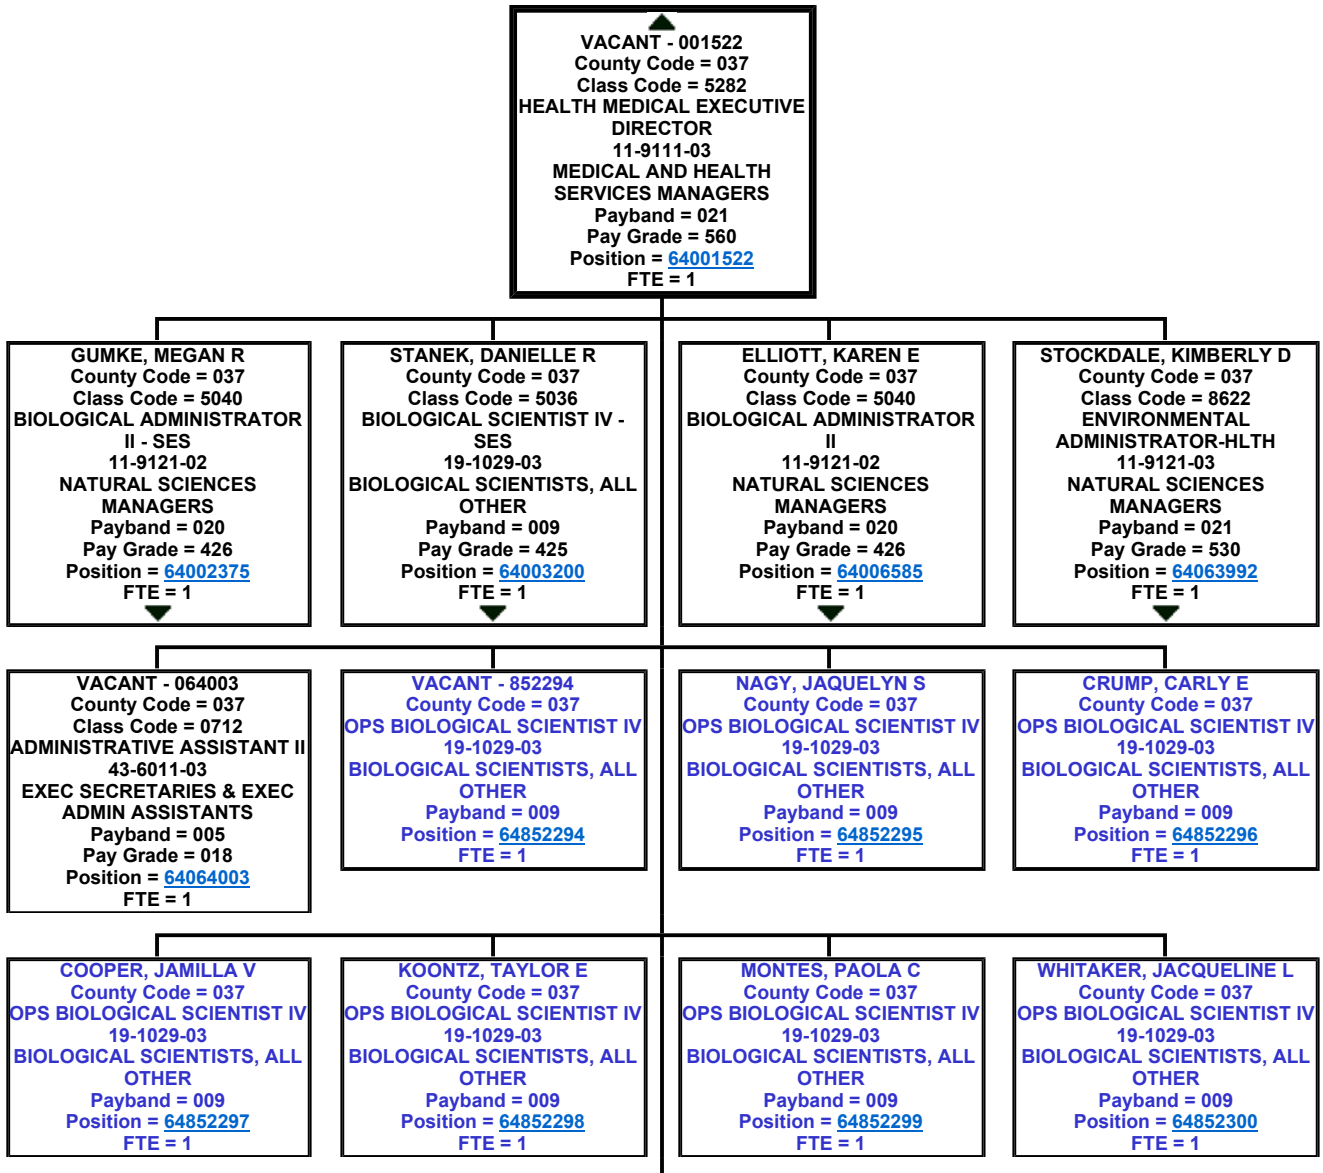 VACANT - 001522
County Code = 037
Class Code = 5282
HEALTH MEDICAL EXECUTIVE
DIRECTOR
11-9111-03
MEDICAL AND HEALTH
SERVICES MANAGERS
Payband = 021
Pay Grade = 560
Position = 64001522
FTE = 1
GUMKE, MEGAN R
County Code = 037
Class Code = 5040
BIOLOGICAL ADMINISTRATOR
II - SES
11-9121-02
NATURAL SCIENCES
MANAGERS
Payband = 020
Pay Grade = 426
Position = 64002375
FTE = 1
STANEK, DANIELLE R
County Code = 037
Class Code = 5036
BIOLOGICAL SCIENTIST IV -
SES
19-1029-03
BIOLOGICAL SCIENTISTS, ALL
OTHER
Payband = 009
Pay Grade = 425
Position = 64003200
FTE = 1
ELLIOTT, KAREN E
County Code = 037
Class Code = 5040
BIOLOGICAL ADMINISTRATOR
II
11-9121-02
NATURAL SCIENCES
MANAGERS
Payband = 020
Pay Grade = 426
Position = 64006585
FTE = 1
STOCKDALE, KIMBERLY D
County Code = 037
Class Code = 8622
ENVIRONMENTAL
ADMINISTRATOR-HLTH
11-9121-03
NATURAL SCIENCES
MANAGERS
Payband = 021
Pay Grade = 530
Position = 64063992
FTE = 1
VACANT - 064003
County Code = 037
Class Code = 0712
ADMINISTRATIVE ASSISTANT II
43-6011-03
EXEC SECRETARIES & EXEC
ADMIN ASSISTANTS
Payband = 005
Pay Grade = 018
Position = 64064003
FTE = 1
VACANT - 852294
County Code = 037
OPS BIOLOGICAL SCIENTIST IV
19-1029-03
BIOLOGICAL SCIENTISTS, ALL
OTHER
Payband = 009
Position = 64852294
FTE = 1
NAGY, JAQUELYN S
County Code = 037
OPS BIOLOGICAL SCIENTIST IV
19-1029-03
BIOLOGICAL SCIENTISTS, ALL
OTHER
Payband = 009
Position = 64852295
FTE = 1
CRUMP, CARLY E
County Code = 037
OPS BIOLOGICAL SCIENTIST IV
19-1029-03
BIOLOGICAL SCIENTISTS, ALL
OTHER
Payband = 009
Position = 64852296
FTE = 1
COOPER, JAMILLA V
County Code = 037
OPS BIOLOGICAL SCIENTIST IV
19-1029-03
BIOLOGICAL SCIENTISTS, ALL
OTHER
Payband = 009
Position = 64852297
FTE = 1
KOONTZ, TAYLOR E
County Code = 037
OPS BIOLOGICAL SCIENTIST IV
19-1029-03
BIOLOGICAL SCIENTISTS, ALL
OTHER
Payband = 009
Position = 64852298
FTE = 1
MONTES, PAOLA C
County Code = 037
OPS BIOLOGICAL SCIENTIST IV
19-1029-03
BIOLOGICAL SCIENTISTS, ALL
OTHER
Payband = 009
Position = 64852299
FTE = 1
WHITAKER, JACQUELINE L
County Code = 037
OPS BIOLOGICAL SCIENTIST IV
19-1029-03
BIOLOGICAL SCIENTISTS, ALL
OTHER
Payband = 009
Position = 64852300
FTE = 1